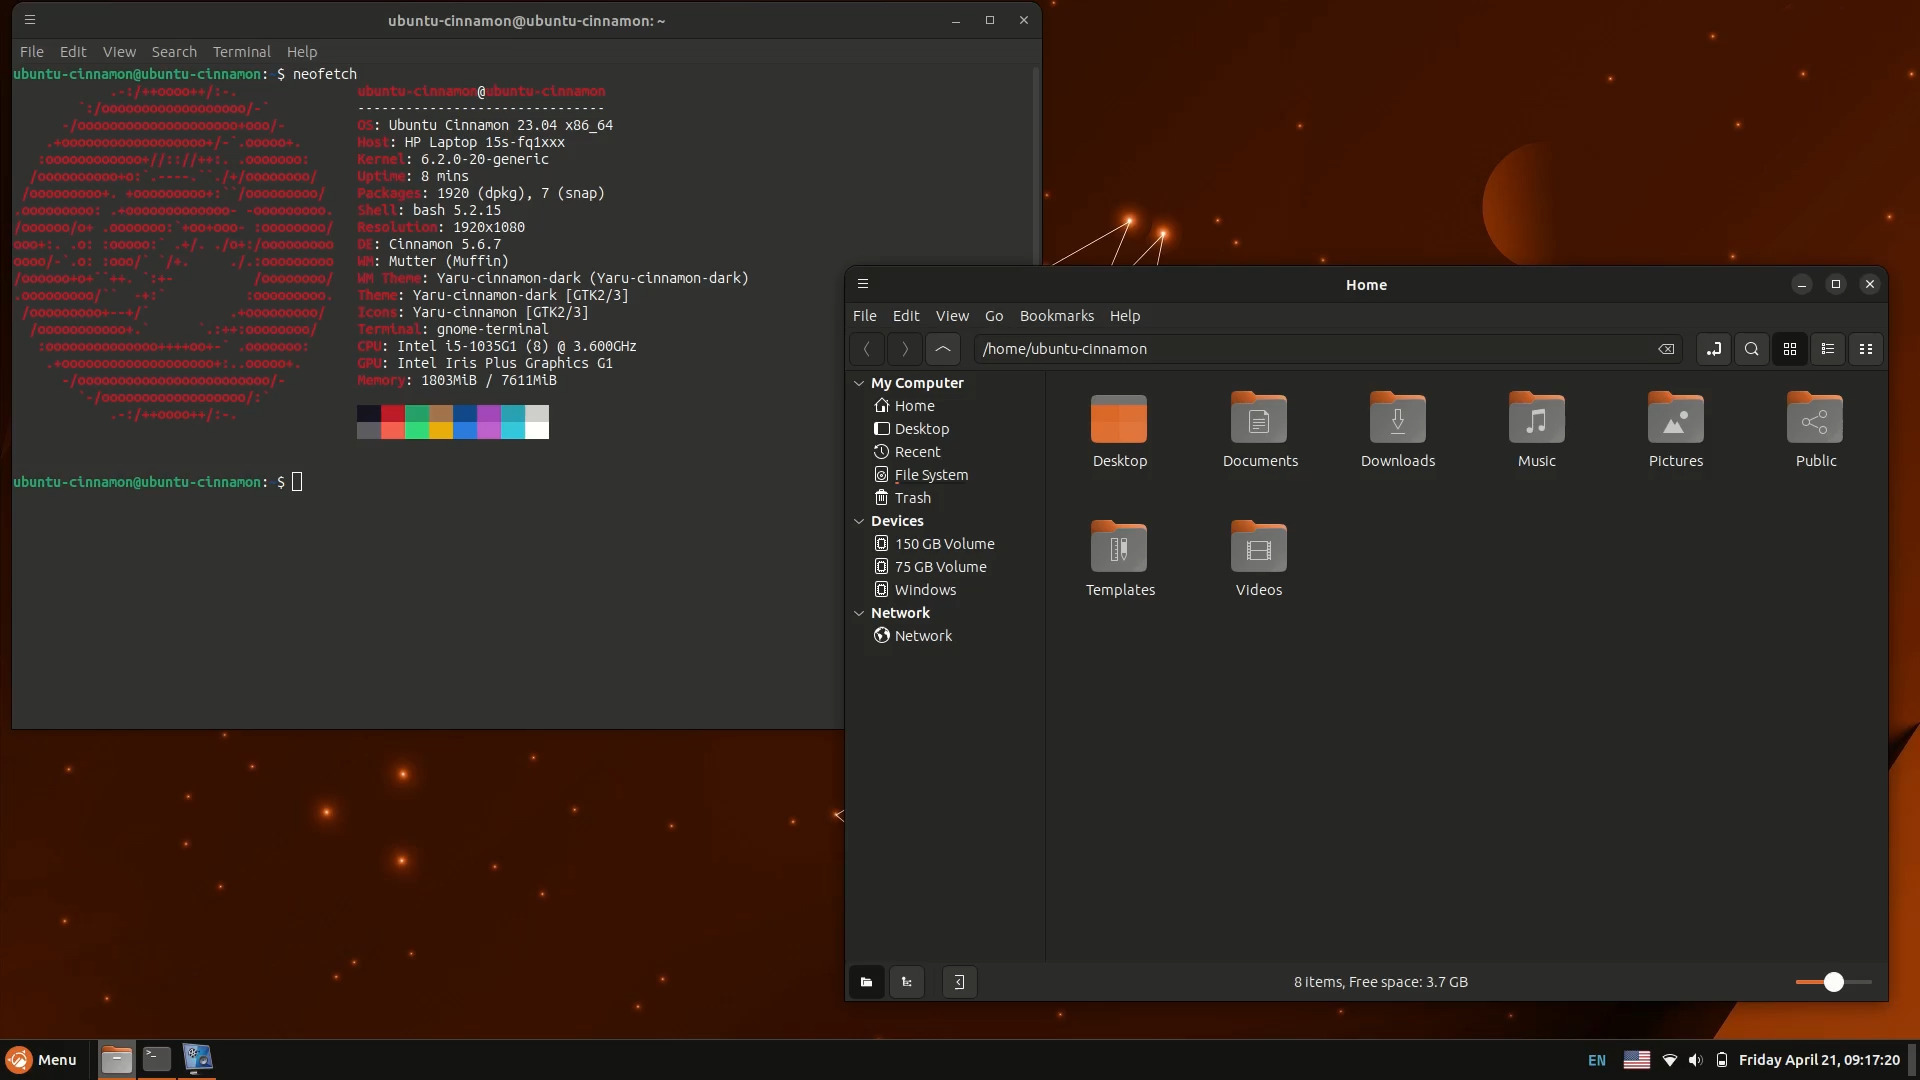 ubuntu-cinnamon@ubuntu-cinnamon: ~
File Edit View Search Terminal Help
ubuntu-cinnamon@ubuntu-cinnamon:~$ neofetch
ubuntu-cinnamon@ubuntu-cinnamon
-------------------------------
OS: Ubuntu Cinnamon 23.04 x86_64
Host: HP Laptop 15s-fq1xxx
Kernel: 6.2.0-20-generic
Uptime: 8 mins
Packages: 1920 (dpkg), 7 (snap)
Shell: bash 5.2.15
Resolution: 1920x1080
DE: Cinnamon 5.6.7
WM: Mutter (Muffin)
WM Theme: Yaru-cinnamon-dark (Yaru-cinnamon-dark)
Theme: Yaru-cinnamon-dark [GTK2/3]
Icons: Yaru-cinnamon [GTK2/3]
Terminal: gnome-terminal
CPU: Intel i5-1035G1 (8) @ 3.600GHz
GPU: Intel Iris Plus Graphics G1
Memory: 1803MiB / 7611MiB
ubuntu-cinnamon@ubuntu-cinnamon:~$
Home
File Edit View Go Bookmarks Help
/home/ubuntu-cinnamon
My Computer
Home
Desktop
Recent
File System
Trash
Devices
150 GB Volume
75 GB Volume
Windows
Network
Network
Desktop Documents Downloads Music Pictures Public
Templates Videos
8 items, Free space: 3.7 GB
Menu
EN
Friday April 21, 09:17:20